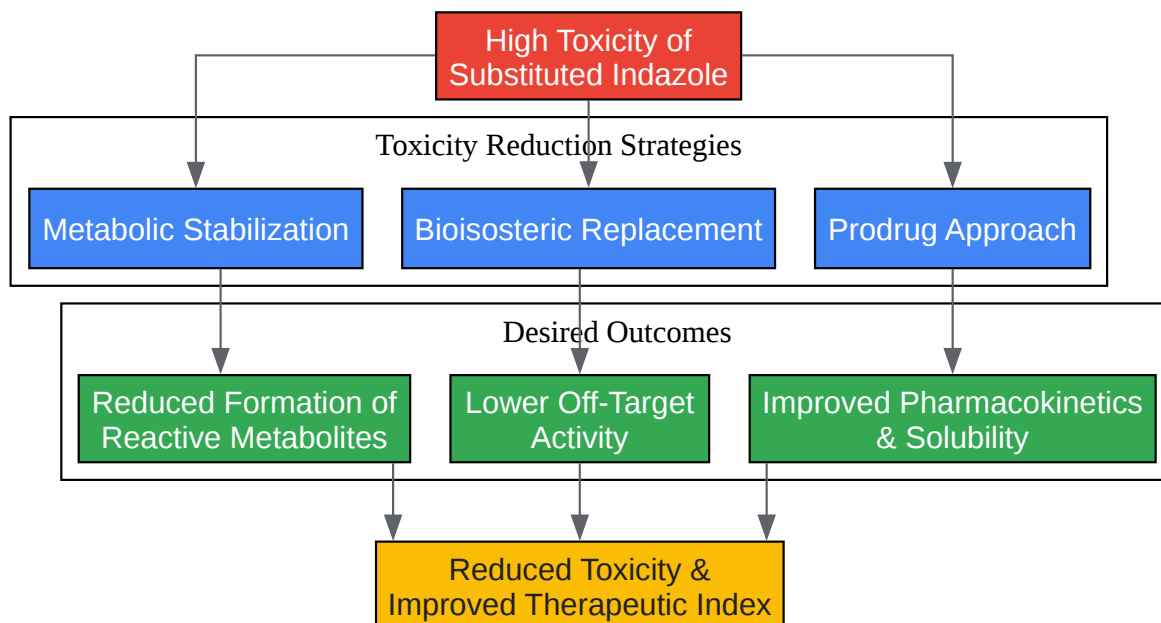 High Toxicity of
Substituted Indazole
Toxicity Reduction Strategies
Metabolic Stabilization
Bioisosteric Replacement
Prodrug Approach
Desired Outcomes
Reduced Formation of
Reactive Metabolites
Lower Off-Target
Activity
Improved Pharmacokinetics
& Solubility
Reduced Toxicity &
Improved Therapeutic Index